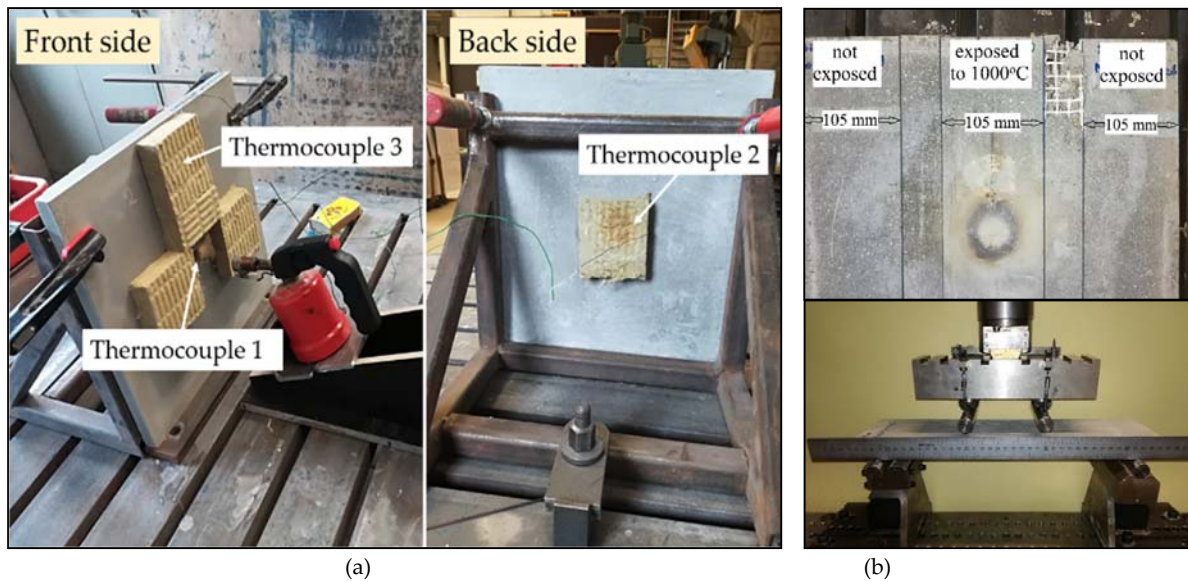 Front side
Thermocouple 3
Thermocouple 1
Back side
Thermocouple 2
not
exposed
exposed
to 1000°C
not
exposed
105 mm
105 mm
105 mm
(a)
(b)